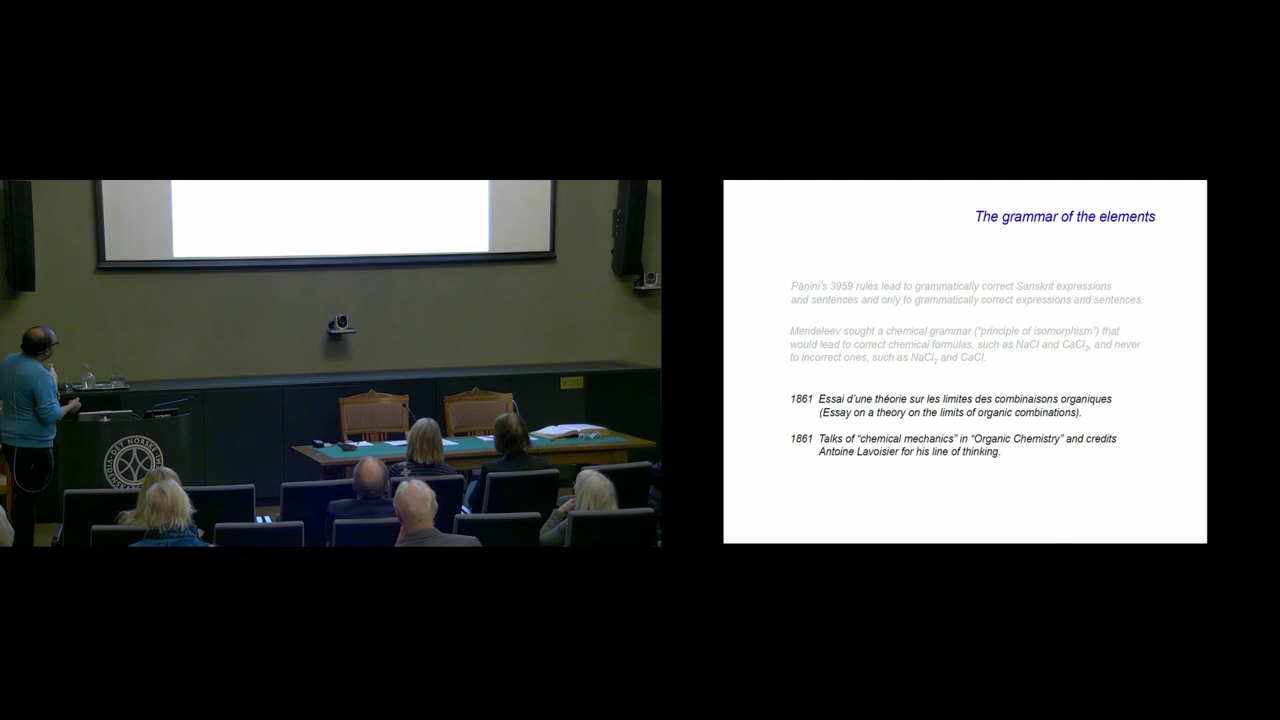 The grammar of the elements
Pāṇini's 3959 rules lead to grammatically correct Sanskrit expressions
and sentences and only to grammatically correct expressions and sentences.
Mendeleev sought a chemical grammar (“principle of isomorphism”) that
would lead to correct chemical formulas, such as NaCl and CaCl₂, and never
to incorrect ones, such as NaCl₂ and CaCl.
1861 Essai d'une théorie sur les limites des combinaisons organiques
(Essay on a theory on the limits of organic combinations).
1861 Talks of “chemical mechanics” in “Organic Chemistry” and credits
Antoine Lavoisier for his line of thinking.
DET NORSKE